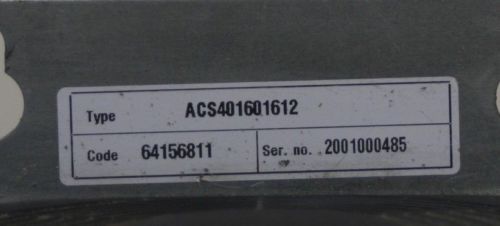 Type ACS401601612
Code 64156811 Ser. no. 2001000485